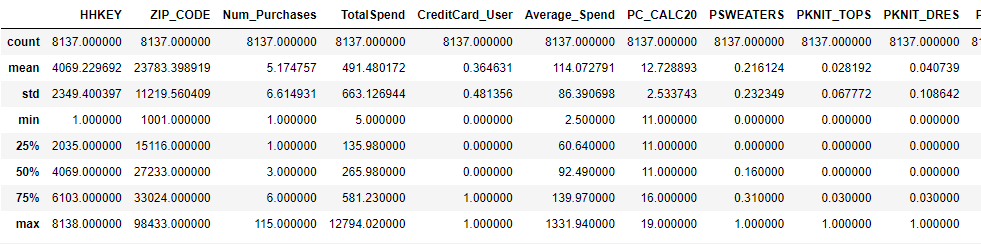 HHKEY ZIP_CODE Num_Purchases TotalSpend CreditCard_User Average_Spend PC_CALC20 PSWEATERS PKNIT_TOPS PKNIT_DRES P
count 8137.000000 8137.000000 8137.000000 8137.000000 8137.000000 8137.000000 8137.000000 8137.000000 8137.000000 8137.000000 81
mean 4069.229692 23783.398919 5.174757 491.480172 0.364631 114.072791 12.728893 0.216124 0.028192 0.040739
std 2349.400397 11219.560409 6.614931 663.126944 0.481356 86.390698 2.533743 0.232349 0.067772 0.108642
min 1.000000 1001.000000 1.000000 5.000000 0.000000 2.500000 11.000000 0.000000 0.000000 0.000000
25% 2035.000000 15116.000000 1.000000 135.980000 0.000000 60.640000 11.000000 0.000000 0.000000 0.000000
50% 4069.000000 27233.000000 3.000000 265.980000 0.000000 92.490000 11.000000 0.160000 0.000000 0.000000
75% 6103.000000 33024.000000 6.000000 581.230000 1.000000 139.970000 16.000000 0.310000 0.030000 0.030000
max 8138.000000 98433.000000 115.000000 12794.020000 1.000000 1331.940000 19.000000 1.000000 1.000000 1.000000